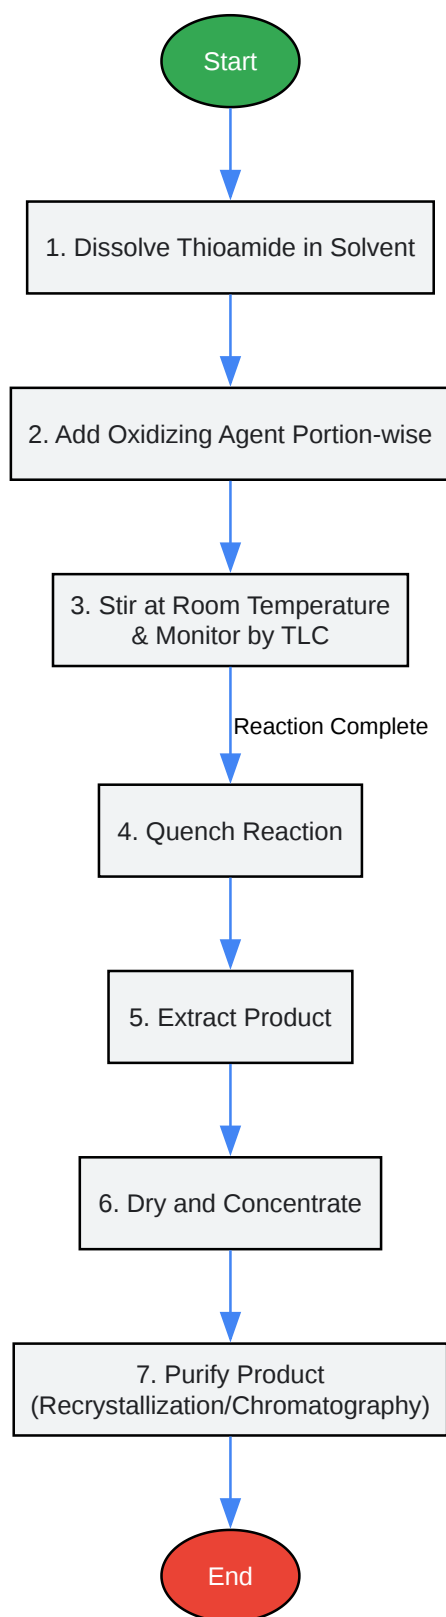 Start
1. Dissolve Thioamide in Solvent
2. Add Oxidizing Agent Portion-wise
3. Stir at Room Temperature
& Monitor by TLC
Reaction Complete
4. Quench Reaction
5. Extract Product
6. Dry and Concentrate
7. Purify Product
(Recrystallization/Chromatography)
End